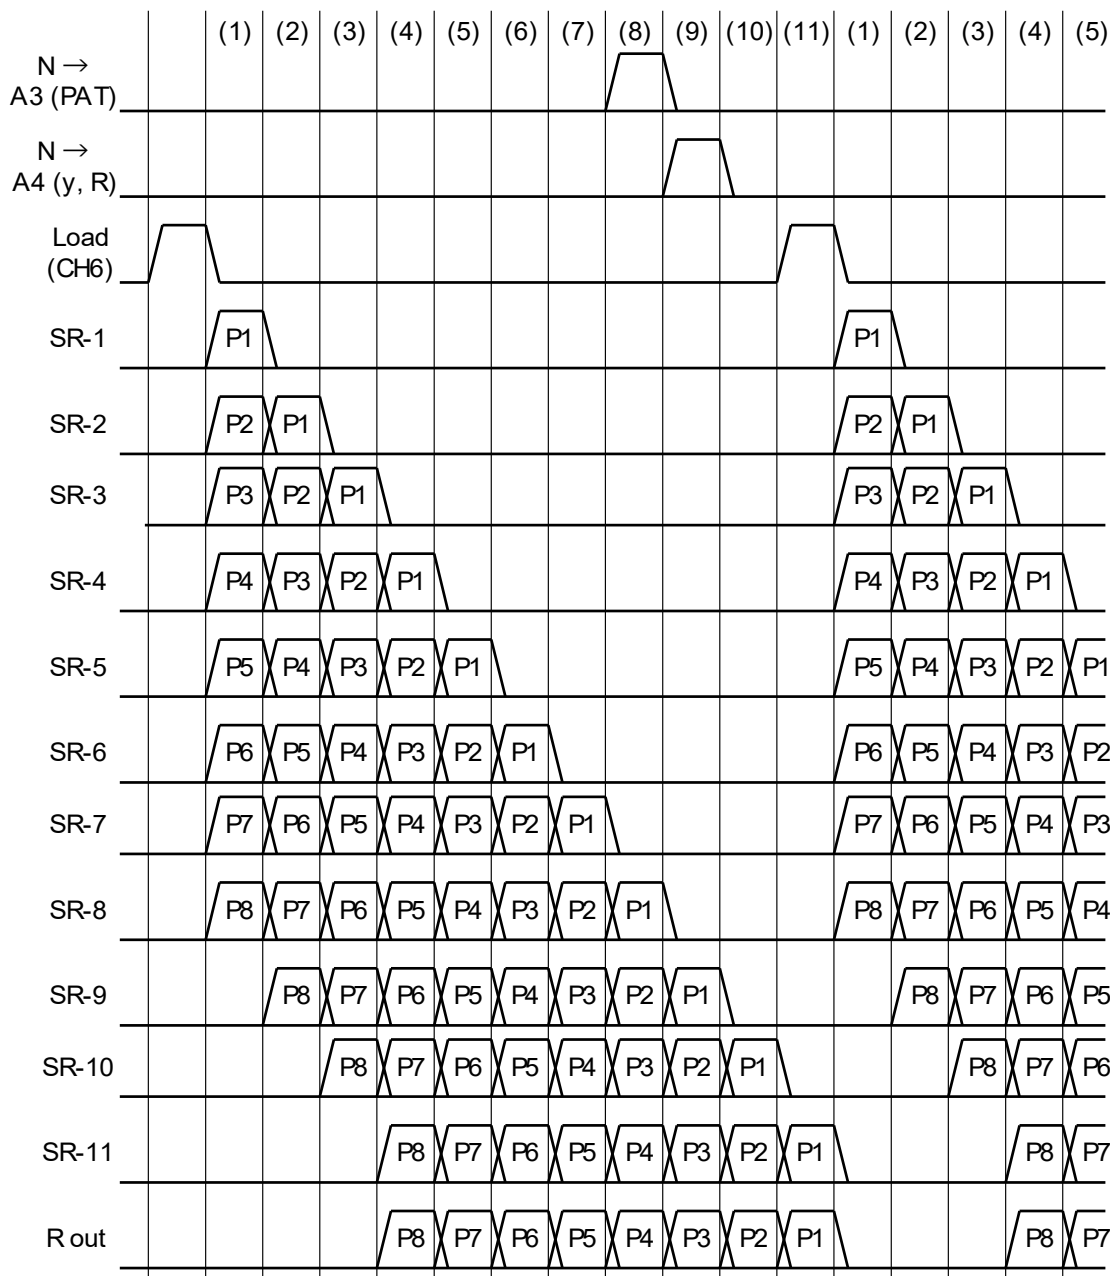 (1) (2) (3) (4) (5) (6) (7) (8) (9) (10) (11) (1) (2) (3) (4) (5)
N →
A3 (PAT)
N →
A4 (y, R)
Load
(CH6)
SR-1 P1 P1
SR-2 P2 P1 P2 P1
SR-3 P3 P2 P1 P3 P2 P1
SR-4 P4 P3 P2 P1 P4 P3 P2 P1
SR-5 P5 P4 P3 P2 P1 P5 P4 P3 P2 P1
SR-6 P6 P5 P4 P3 P2 P1 P6 P5 P4 P3 P2
SR-7 P7 P6 P5 P4 P3 P2 P1 P7 P6 P5 P4 P3
SR-8 P8 P7 P6 P5 P4 P3 P2 P1 P8 P7 P6 P5 P4
SR-9 P8 P7 P6 P5 P4 P3 P2 P1 P8 P7 P6 P5
SR-10 P8 P7 P6 P5 P4 P3 P2 P1 P8 P7 P6
SR-11 P8 P7 P6 P5 P4 P3 P2 P1 P8 P7
R out P8 P7 P6 P5 P4 P3 P2 P1 P8 P7